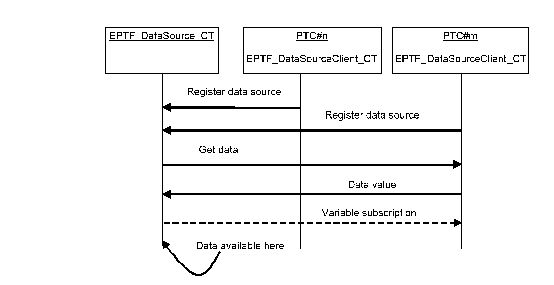 EPTF_DataSource_CT
PTC#n
EPTF_DataSourceClient_CT
PTC#m
EPTF_DataSourceClient_CT
Register data source
Register data source
Get data
Data value
Variable subscription
Data available here